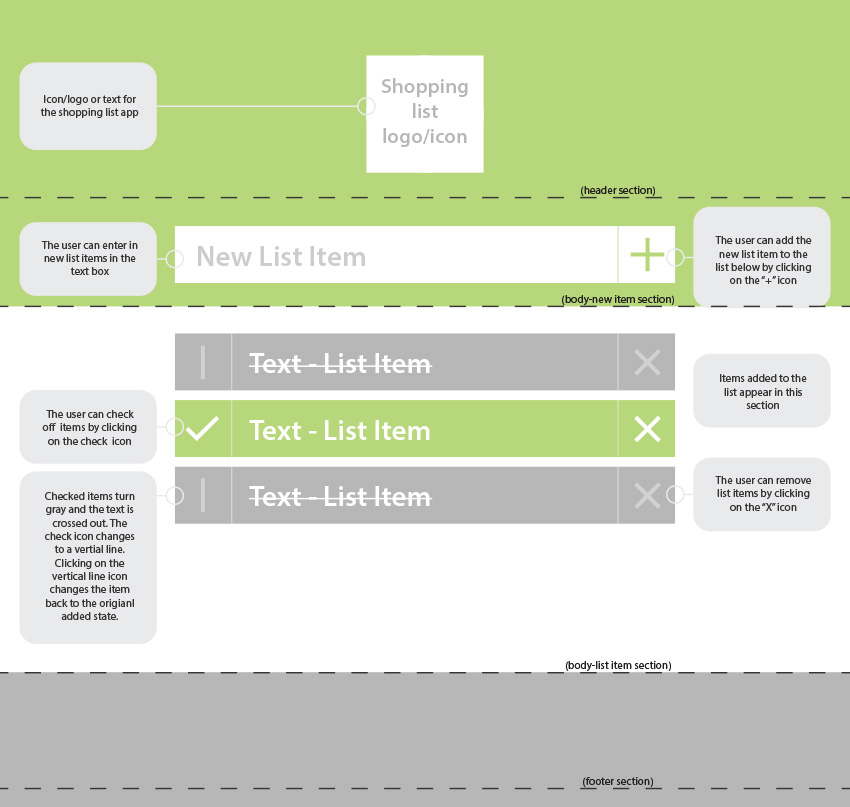 Shopping
list
logo/icon
Icon/logo or text for
the shopping list app
(header section)
The user can enter in
new list items in the
text box
New List Item
The user can add the
new list item to the
list below by clicking
on the "+" icon
(body-new item section)
Text - List Item
Items added to the
list appear in this
section
The user can check
off items by clicking
on the check icon
Text - List Item
Checked items turn
gray and the text is
crossed out. The
check icon changes
to a vertial line.
Clicking on the
vertical line icon
changes the item
back to the origianl
added state.
Text - List Item
The user can remove
list items by clicking
on the "X" icon
(body-list item section)
(footer section)